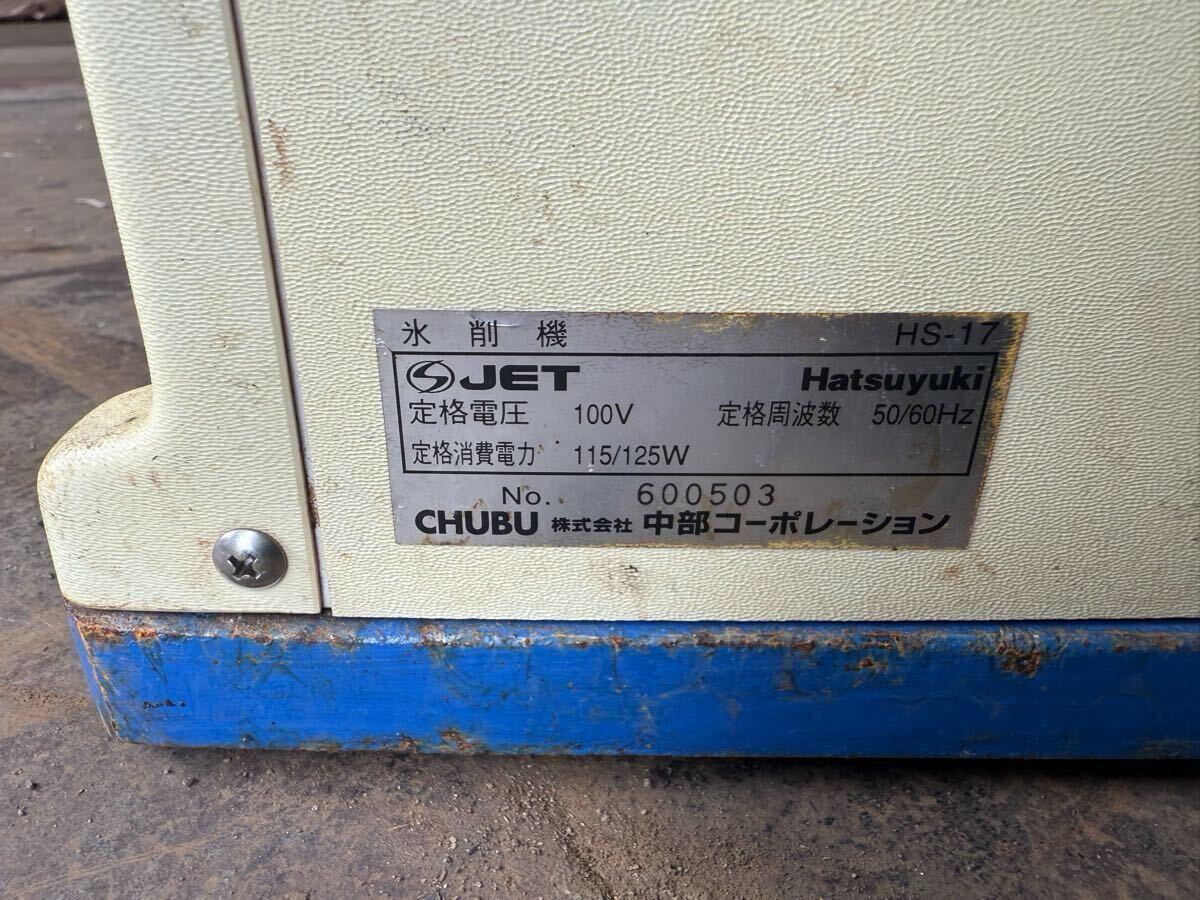 氷削機 HS-17
JET Hatsuyuki
定格電圧 100V 定格周波数 50/60Hz
定格消費電力 115/125W
No. 600503
CHUBU 株式会社 中部コーポレーション